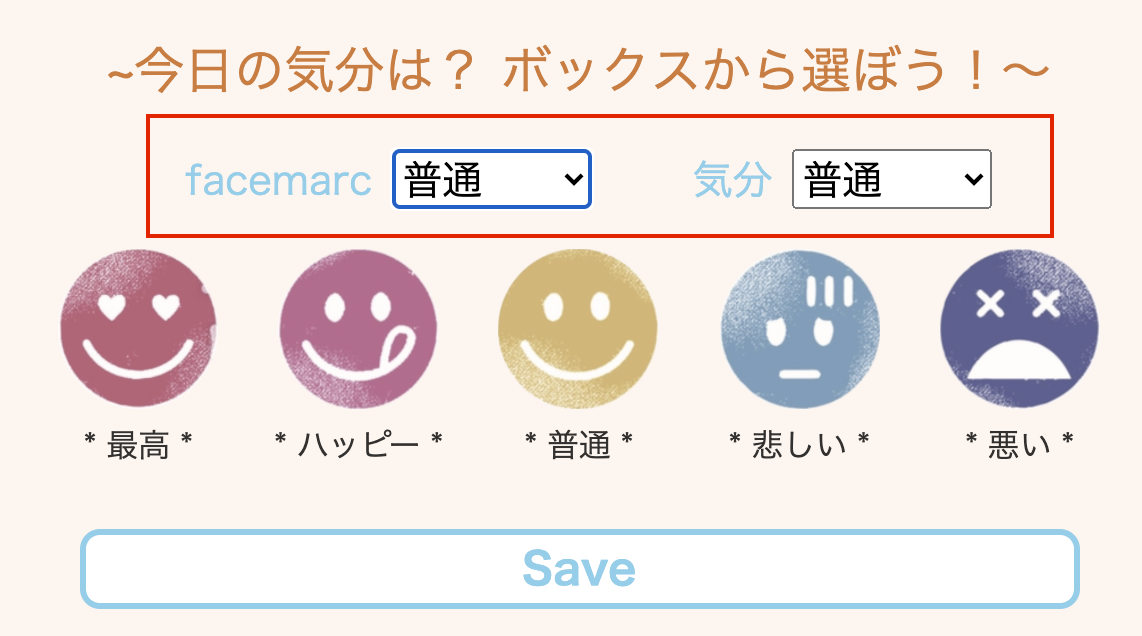 ~今日の気分は? ボックスから選ぼう!〜
facemarc 普通 気分 普通
* 最高 * * ハッピー * * 普通 * * 悲しい * * 悪い *
Save